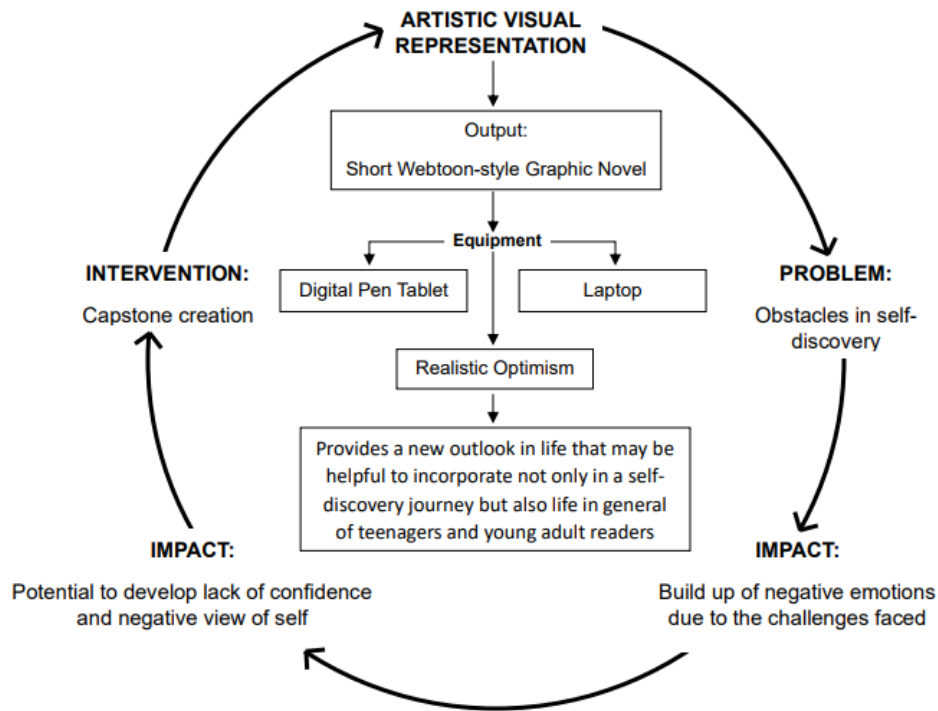 ARTISTIC VISUAL
REPRESENTATION
Output:
Short Webtoon-style Graphic Novel
Equipment
Digital Pen Tablet
Laptop
Realistic Optimism
Provides a new outlook in life that may be
helpful to incorporate not only in a self-
discovery journey but also life in general
of teenagers and young adult readers
PROBLEM:
Obstacles in self-
discovery
IMPACT:
Build up of negative emotions
due to the challenges faced
IMPACT:
Potential to develop lack of confidence
and negative view of self
INTERVENTION:
Capstone creation